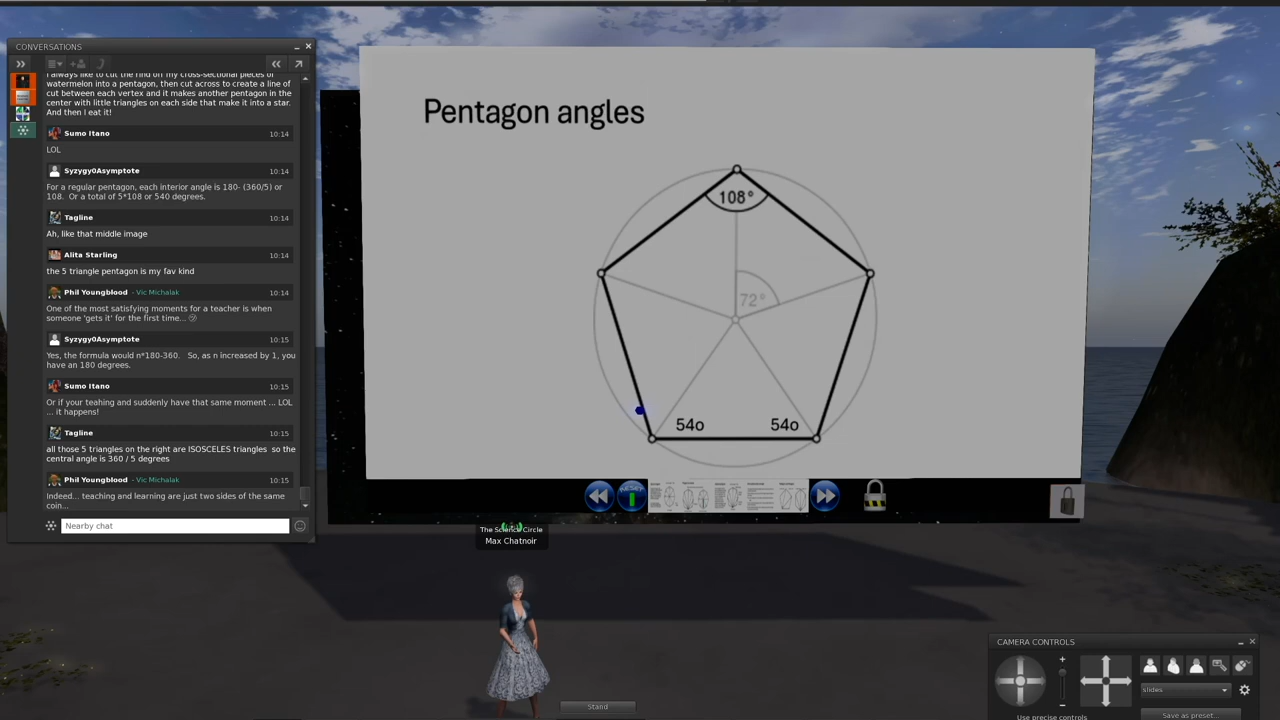 CONVERSATIONS
I always like to cut the rind off my cross-sectional pieces of
watermelon into a pentagon, then cut across to create a line of
cut between each vertex and it makes another pentagon in the
center with little triangles on each side that make it into a star.
And then I eat it!
Sumo Itano 10:14
LOL
Syzygy0Asymptote 10:14
For a regular pentagon, each interior angle is 180- (360/5) or
108. Or a total of 5*108 or 540 degrees.
Tagline 10:14
Ah, like that middle image
Alita Starling 10:14
the 5 triangle pentagon is my fav kind
Phil Youngblood - Vic Michalak 10:14
One of the most satisfying moments for a teacher is when
someone 'gets it' for the first time...
Syzygy0Asymptote 10:15
Yes, the formula would n*180-360. So, as n increased by 1, you
have an 180 degrees.
Sumo Itano 10:15
Or if your teahing and suddenly have that same moment ... LOL
... it happens!
Tagline 10:15
all those 5 triangles on the right are ISOSCELES triangles so the
central angle is 360 / 5 degrees
Phil Youngblood - Vic Michalak 10:15
Indeed... teaching and learning are just two sides of the same
coin...
Nearby chat
Pentagon angles
108°
72°
54o 54o
RESET
The Science Circle
Max Chatnoir
Stand
CAMERA CONTROLS
slides
Use precise controls
Save as preset...